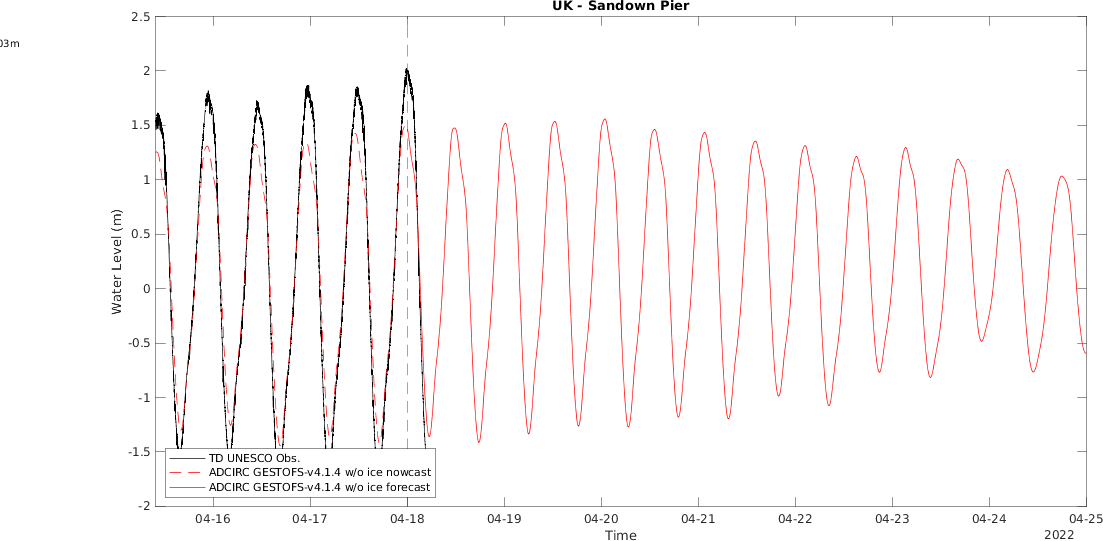 UK - Sandown Pier
03m
2.5
2
1.5
1
0.5
0
-0.5
-1
-1.5
-2
Water Level (m)
TD UNESCO Obs.
ADCIRC GESTOFS-v4.1.4 w/o ice nowcast
ADCIRC GESTOFS-v4.1.4 w/o ice forecast
04-16 04-17 04-18 04-19 04-20 04-21 04-22 04-23 04-24 04-25
Time
2022